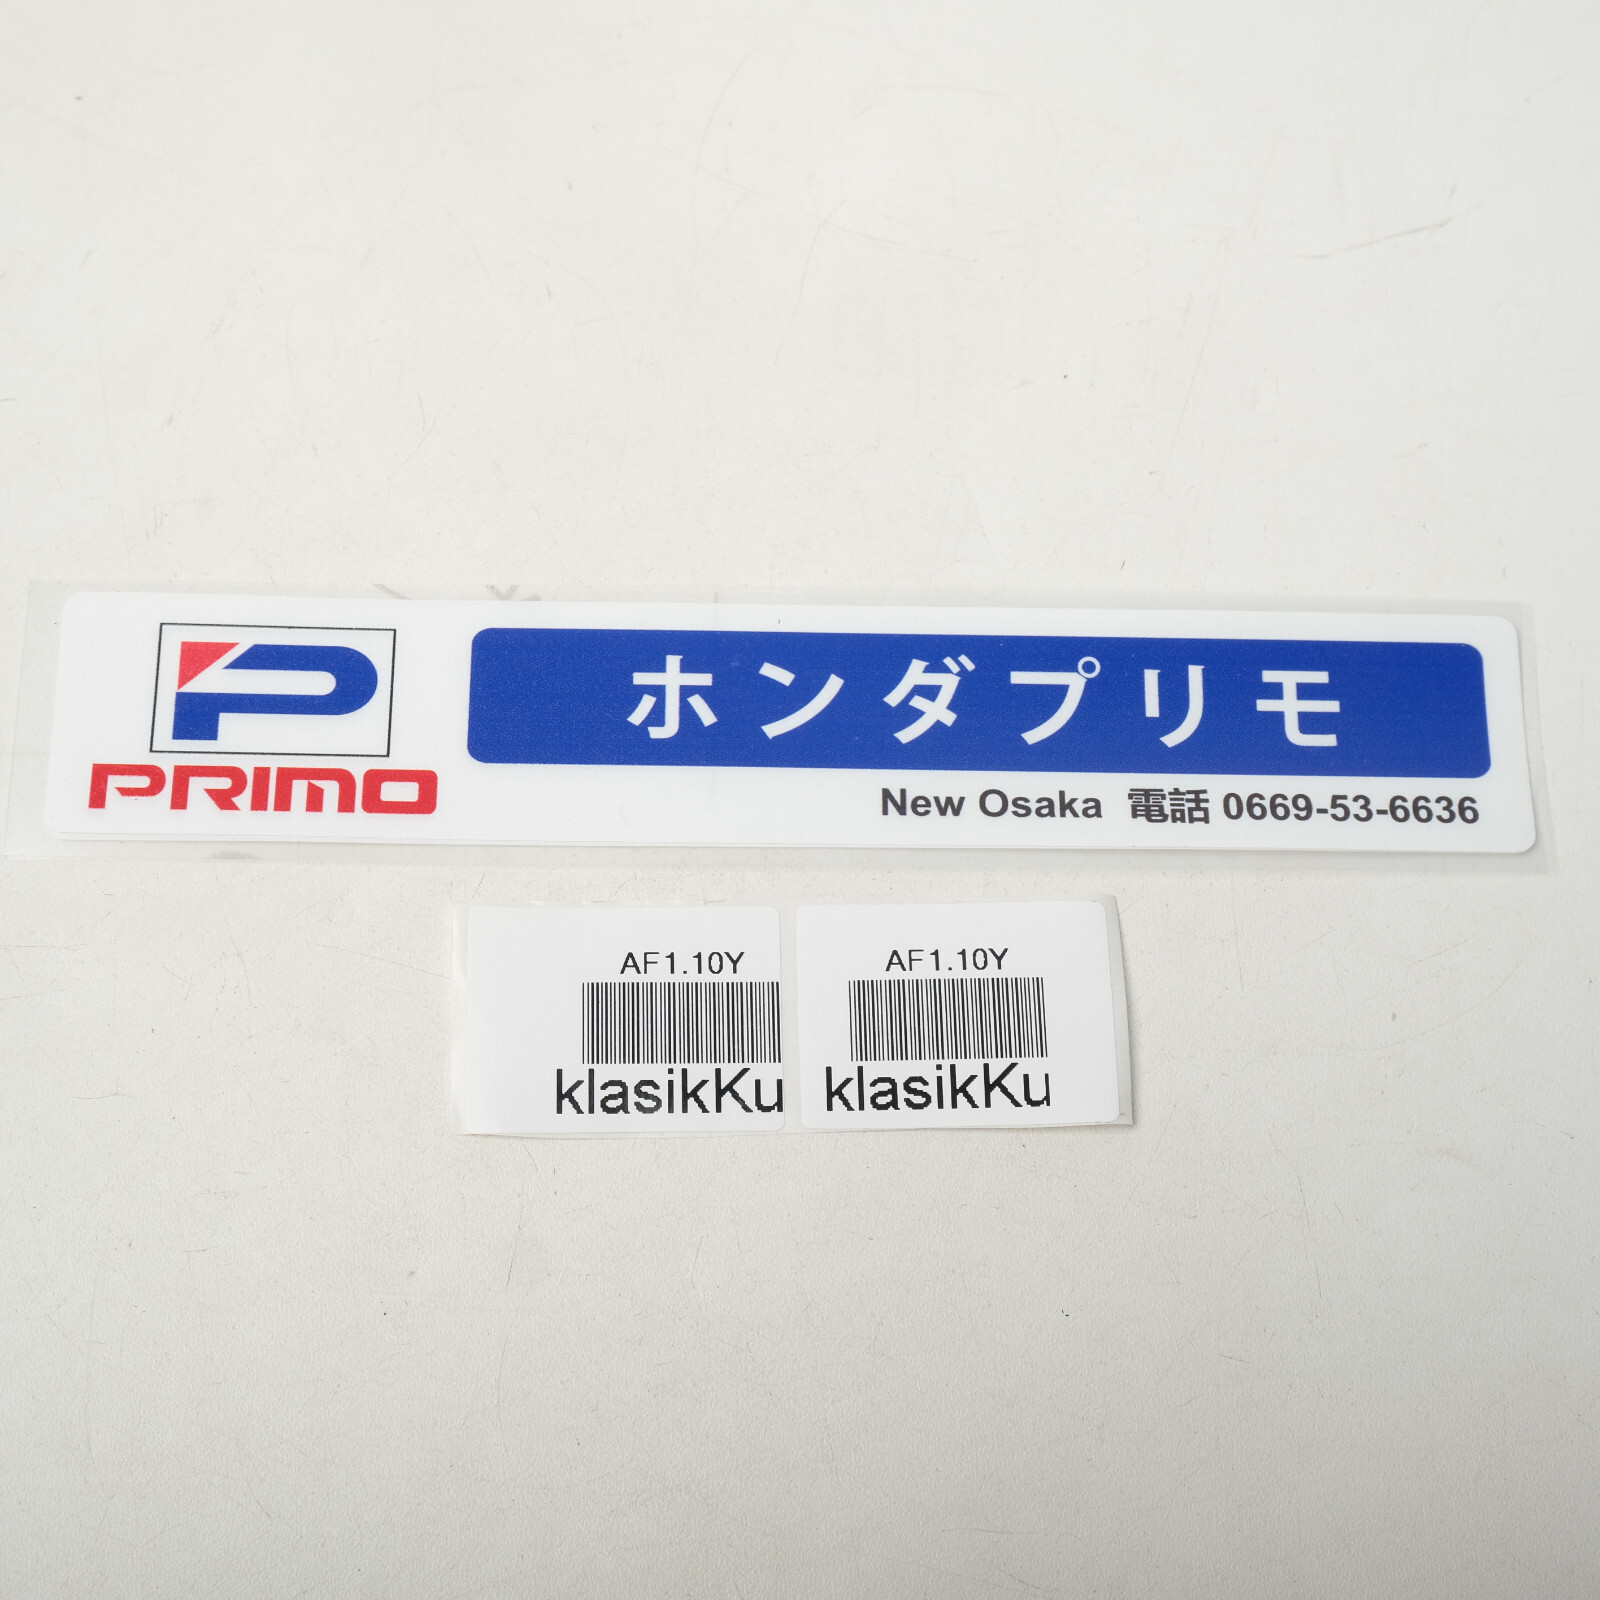 PRIMO
ホンダプリモ
New Osaka 電話 0669-53-6636
AF1.10Y
klasikKu
AF1.10Y
klasikKu